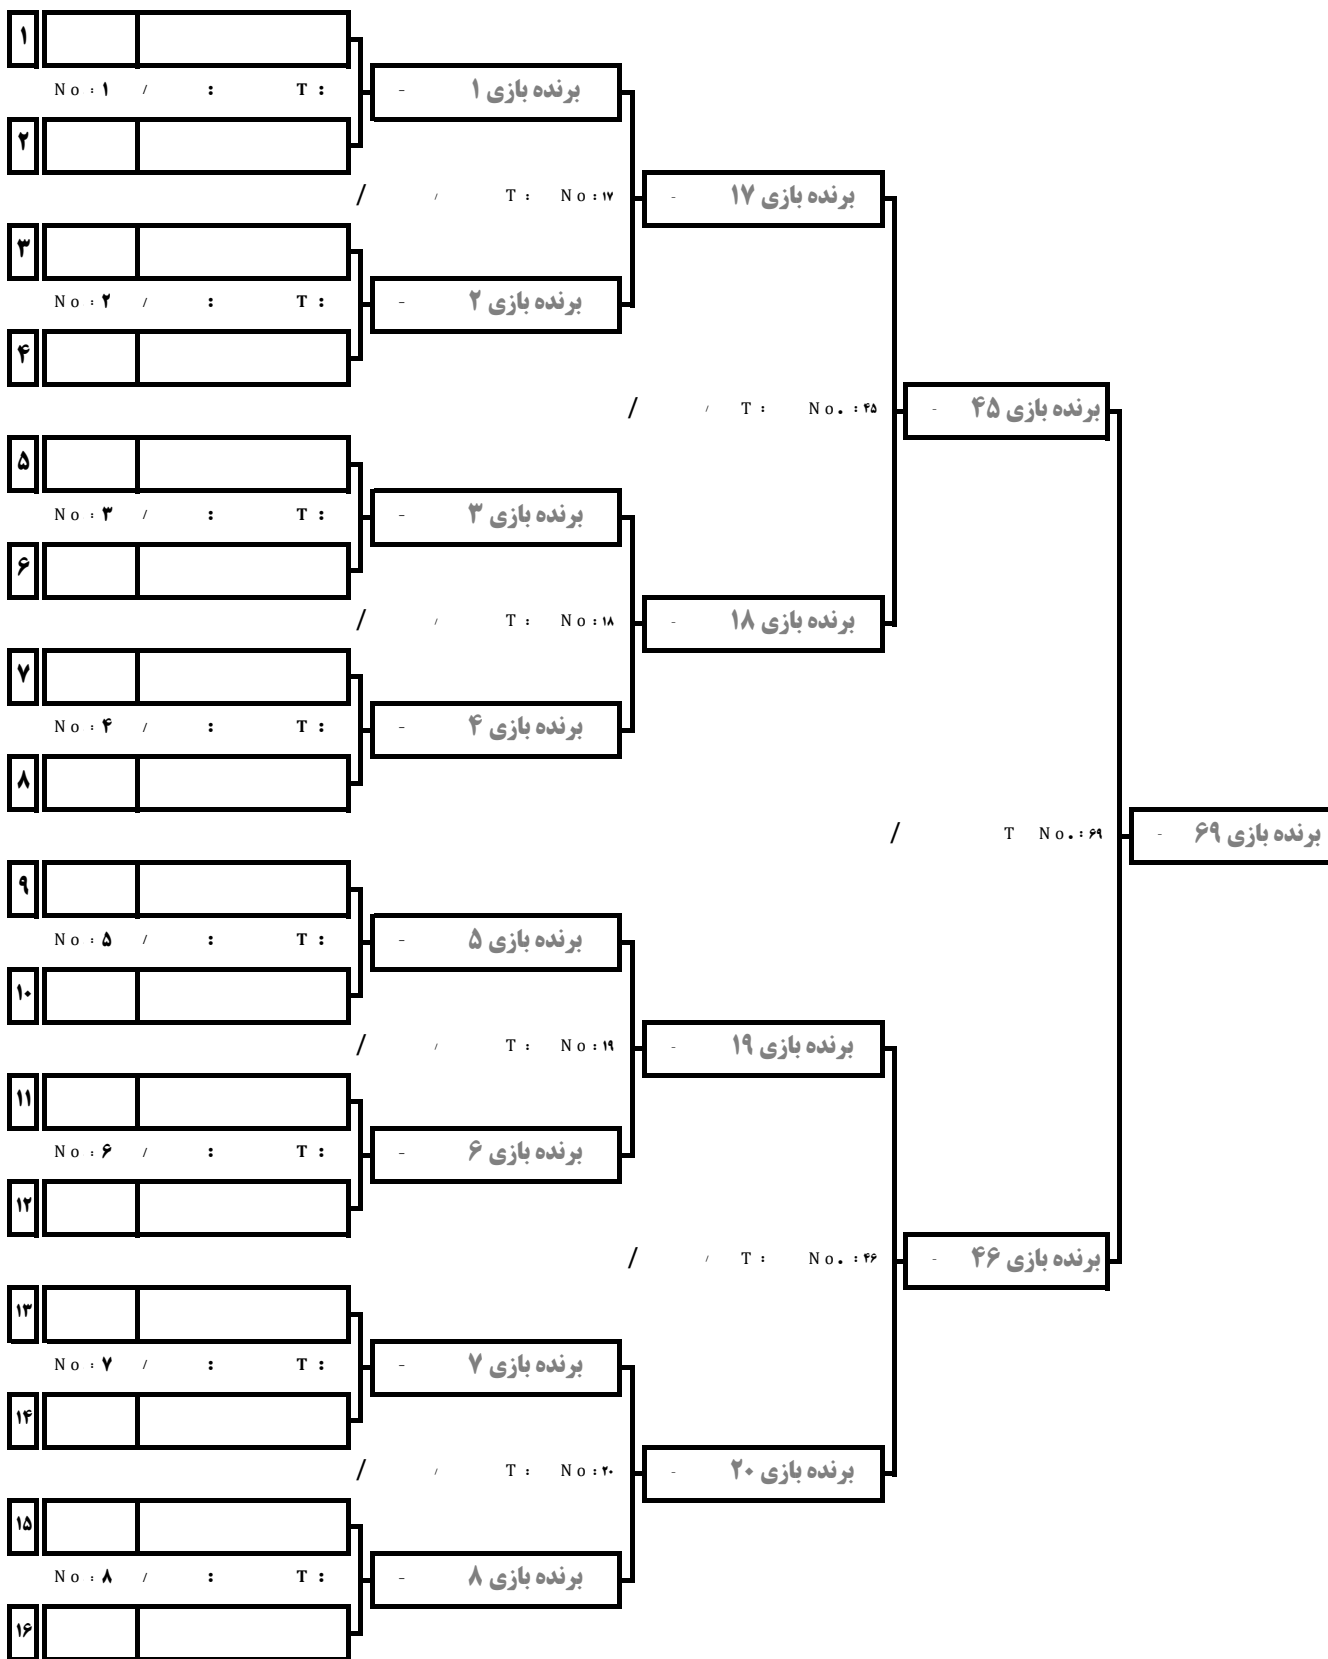 ۱
No : ۱ / : T :
برنده بازی ۱ -
۲
/ / T : No : ۱۷
برنده بازی ۱۷ -
۳
No : ۲ / : T :
برنده بازی ۲ -
۴
/ / T : No. : ۴۵
برنده بازی ۴۵ -
۵
No : ۳ / : T :
برنده بازی ۳ -
۶
/ / T : No : ۱۸
برنده بازی ۱۸ -
۷
No : ۴ / : T :
برنده بازی ۴ -
۸
/ T No. : ۶۹
برنده بازی ۶۹ -
۹
No : ۵ / : T :
برنده بازی ۵ -
۱۰
/ / T : No : ۱۹
برنده بازی ۱۹ -
۱۱
No : ۶ / : T :
برنده بازی ۶ -
۱۲
/ / T : No. : ۴۶
برنده بازی ۴۶ -
۱۳
No : ۷ / : T :
برنده بازی ۷ -
۱۴
/ / T : No : ۲۰
برنده بازی ۲۰ -
۱۵
No : ۸ / : T :
برنده بازی ۸ -
۱۶